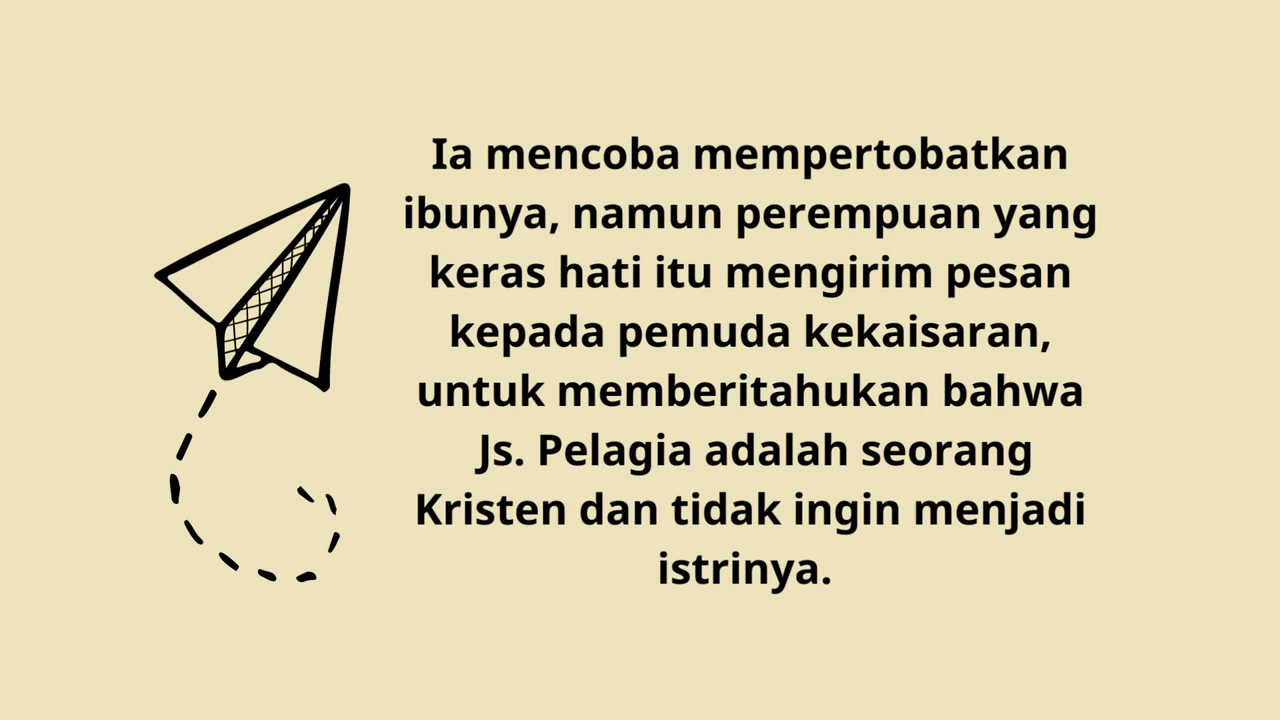 Ia mencoba mempertobatkan
ibunya, namun perempuan yang
keras hati itu mengirim pesan
kepada pemuda kekaisaran,
untuk memberitahukan bahwa
Js. Pelagia adalah seorang
Kristen dan tidak ingin menjadi
istrinya.